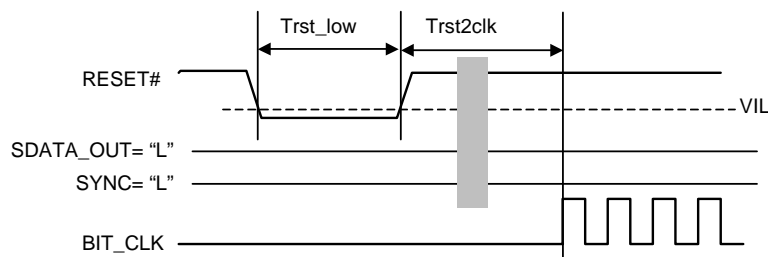 Trst_low Trst2clk
RESET#
VIL
SDATA_OUT= “L”
SYNC= “L”
BIT_CLK